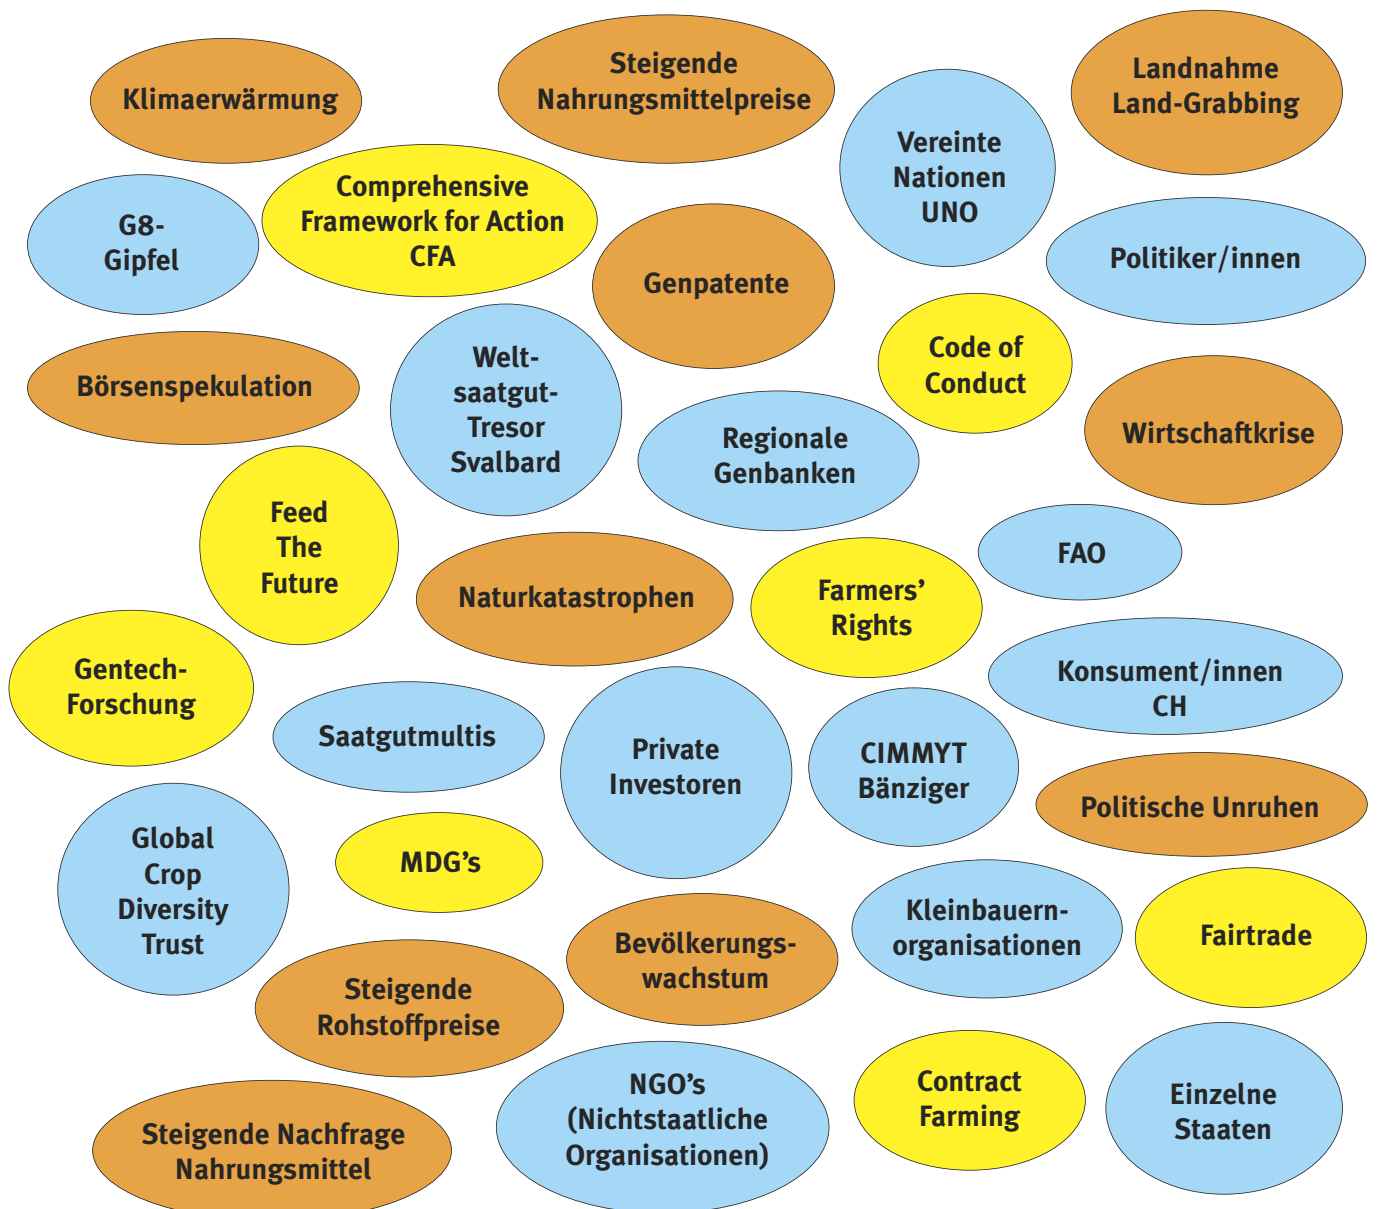 Klimaerwärmung
Steigende
Nahrungsmittelpreise
Landnahme
Land-Grabbing
Vereinte
Nationen
UNO
Comprehensive
Framework for Action
CFA
G8-
Gipfel
Genpatente
Politiker/innen
Code of
Conduct
Börsenspekulation
Welt-
saatgut-
Tresor
Svalbard
Regionale
Genbanken
Wirtschaftkrise
Feed
The
Future
FAO
Naturkatastrophen
Farmers’
Rights
Gentech-
Forschung
Konsument/innen
CH
Saatgutmultis
Private
Investoren
CIMMYT
Bänziger
Politische Unruhen
Global
Crop
Diversity
Trust
MDG’s
Kleinbauern-
organisationen
Fairtrade
Bevölkerungs-
wachstum
Steigende
Rohstoffpreise
NGO’s
(Nichtstaatliche
Organisationen)
Contract
Farming
Einzelne
Staaten
Steigende Nachfrage
Nahrungsmittel